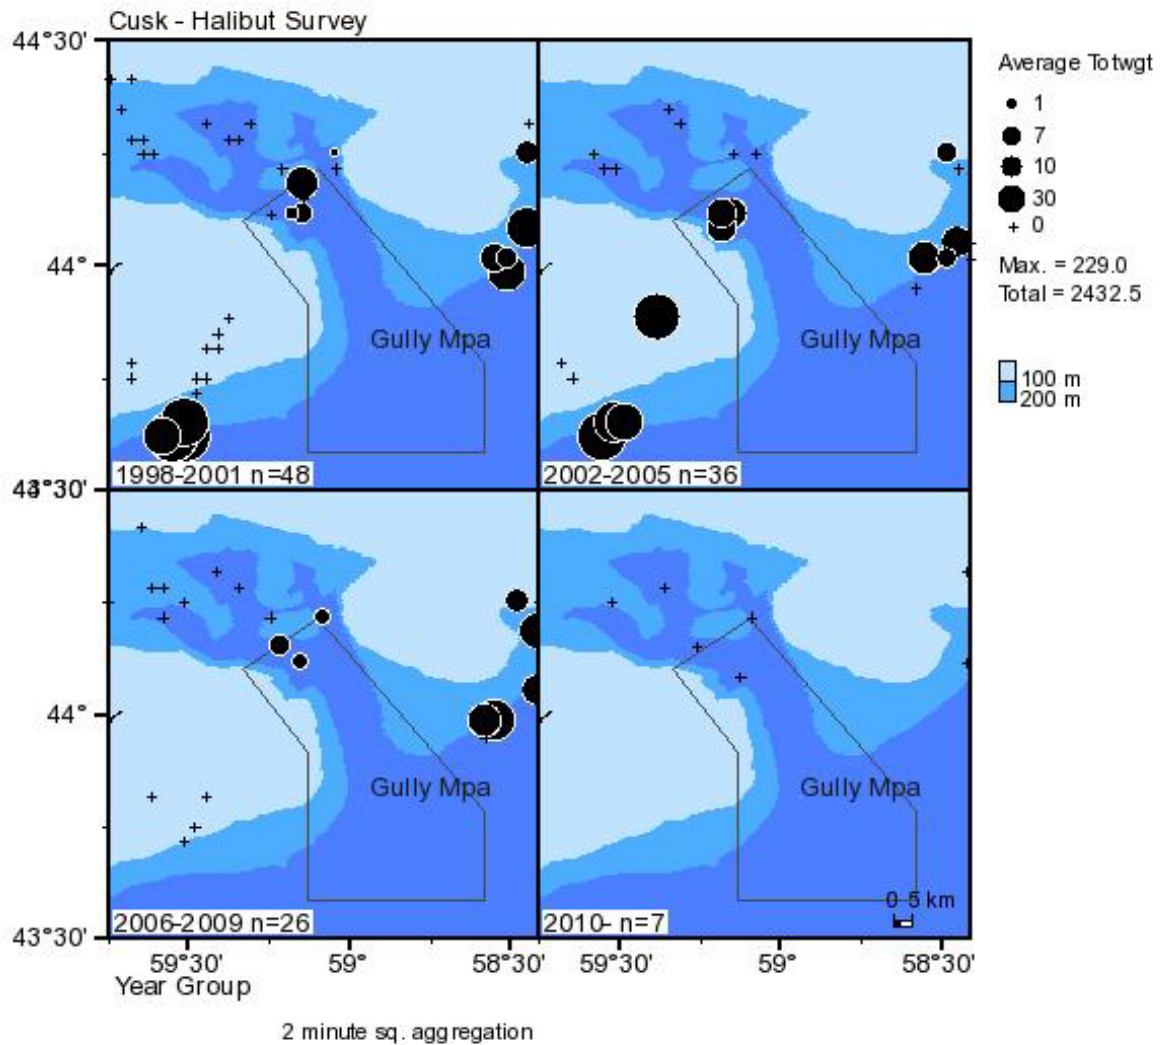 Cusk - Halibut Survey
44°30'
Average Totwgt
1
7
10
30
0
Max. = 229.0
Total = 2432.5
100 m
200 m
44°
Gully Mpa
Gully Mpa
1998-2001 n=48
2002-2005 n=36
43°30'
44°
Gully Mpa
Gully Mpa
0 5 km
2006-2009 n=26
2010- n=7
43°30'
59°30'
59°
58°30'
59°30'
59°
58°30'
Year Group
2 minute sq. aggregation